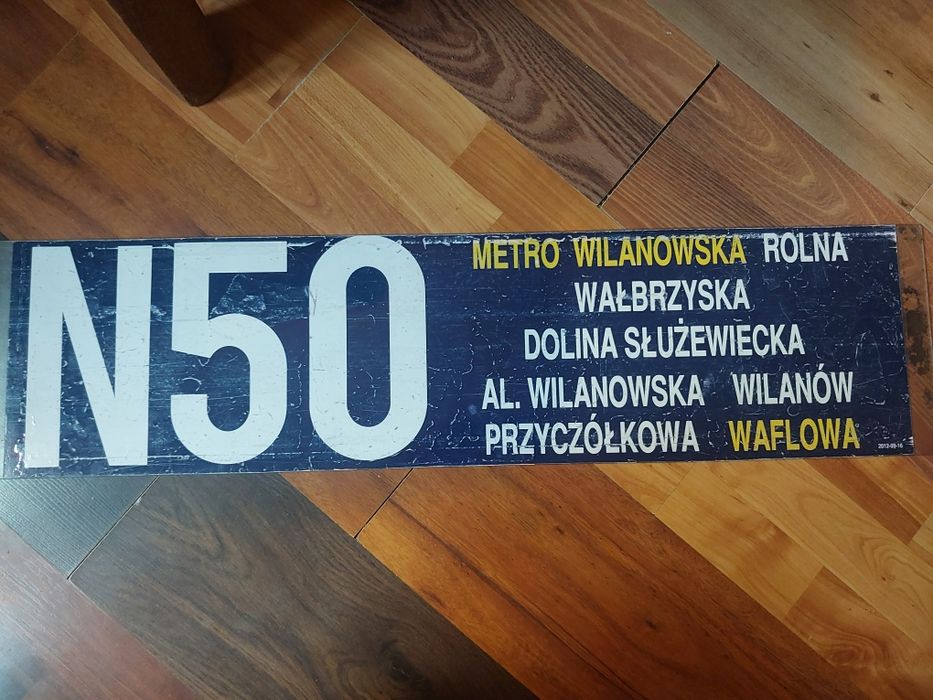 N50
METRO WILANOWSKA ROLNA
WAŁBRZYSKA
DOLINA SŁUŻEWIECKA
AL. WILANOWSKA WILANÓW
PRZYCZÓŁKOWA WAFLOWA